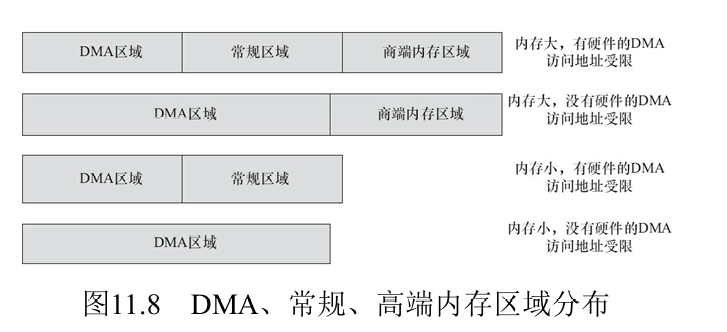 DMA区域 常规区域 商端内存区域 内存大，有硬件的DMA
访问地址受限
DMA区域 商端内存区域 内存大，没有硬件的DMA
访问地址受限
DMA区域 常规区域 内存小，有硬件的DMA
访问地址受限
DMA区域 内存小，没有硬件的DMA
访问地址受限
图11.8 DMA、常规、高端内存区域分布